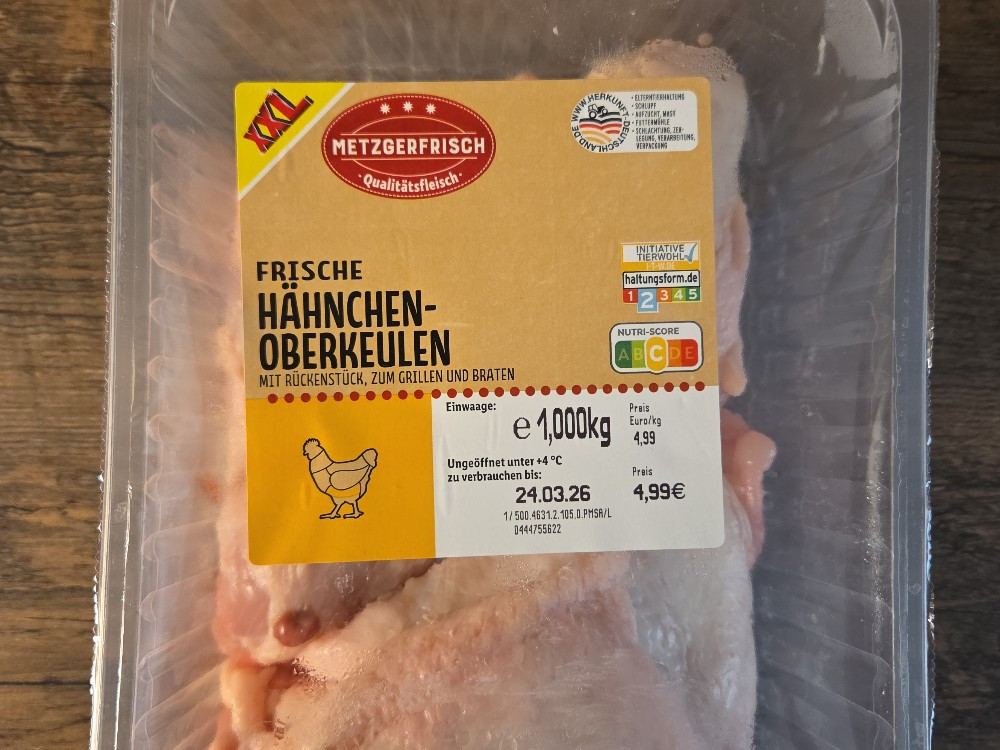 XXL
METZGERFRISCH
· Qualitätsfleisch ·
WWW.HERKUNFT-DEUTSCHLAND.DE
• ELTERNTIERHALTUNG
• SCHLUPF
• AUFZUCHT, MAST
• FUTTERMÜHLE
• SCHLACHTUNG, ZER-
LEGUNG, VERARBEITUNG,
VERPACKUNG
INITIATIVE
TIERWOHL
haltungsform.de
1 2 3 4 5
NUTRI-SCORE
A B C D E
FRISCHE
HÄHNCHEN-
OBERKEULEN
MIT RÜCKENSTÜCK, ZUM GRILLEN UND BRATEN
Einwaage:
e 1,000kg
Preis
Euro/kg
4,99
Ungeöffnet unter +4 °C
zu verbrauchen bis:
24.03.26
Preis
4,99€
1/500.4631.2.105.0.PMSA/L
0444755622